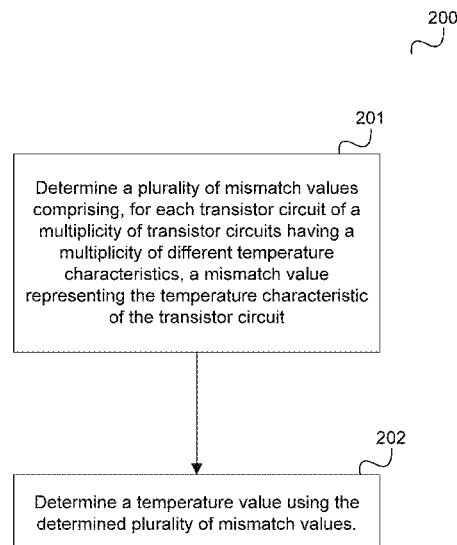 200
201
Determine a plurality of mismatch values
comprising, for each transistor circuit of a
multiplicity of transistor circuits having a
multiplicity of different temperature
characteristics, a mismatch value
representing the temperature characteristic
of the transistor circuit
202
Determine a temperature value using the
determined plurality of mismatch values.